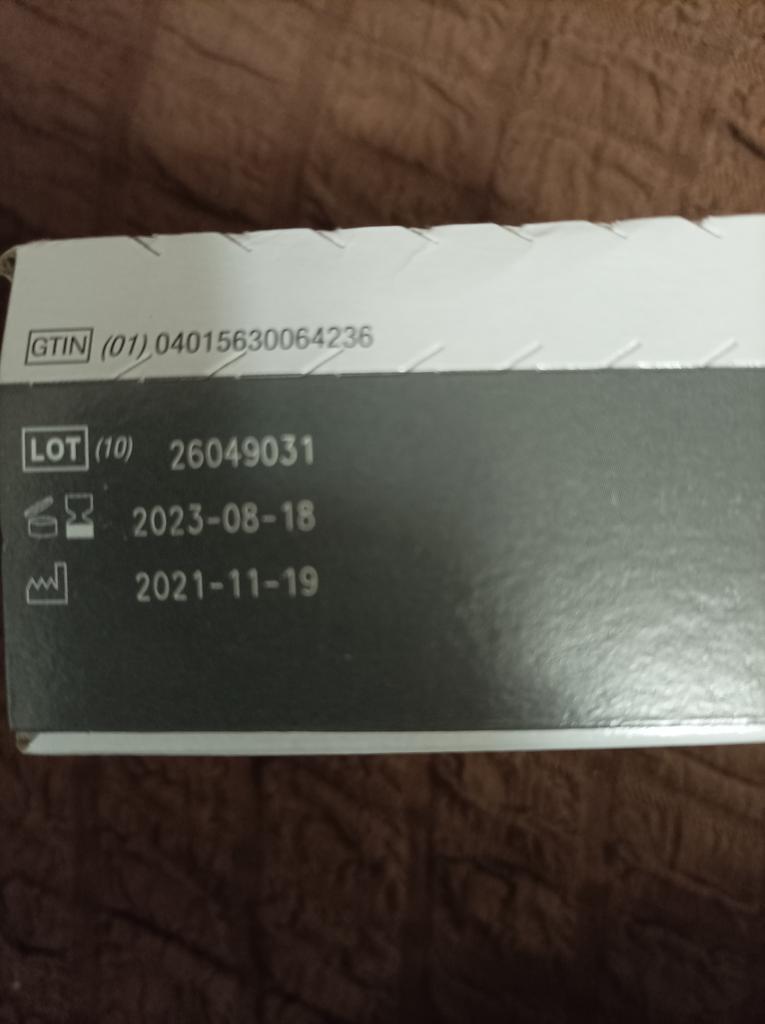 GTIN (01) 04015630064236
LOT (10) 26049031
2023-08-18
2021-11-19